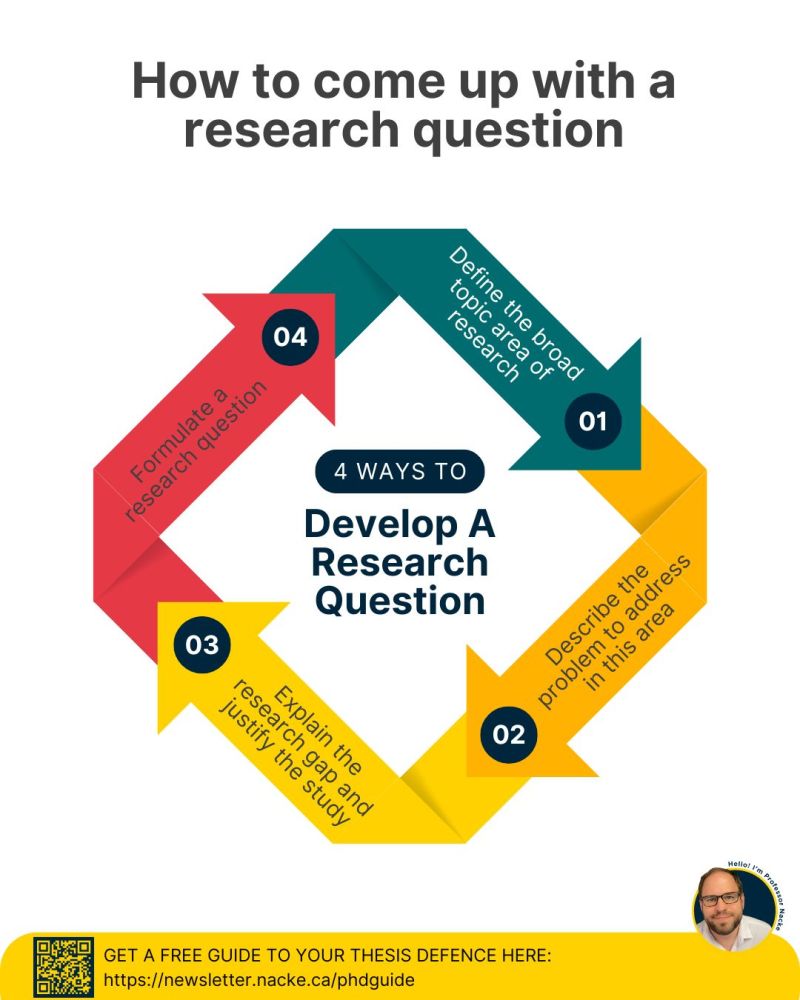 How to come up with a
research question
Define the broad
topic area of
research
01
Describe the
problem to address
in this area
02
Explain the
research gap and
justify the study
03
Formulate a
research question
04
4 WAYS TO
Develop A
Research
Question
Hello! I'm Professor Nacke
GET A FREE GUIDE TO YOUR THESIS DEFENCE HERE:
https://newsletter.nacke.ca/phdguide